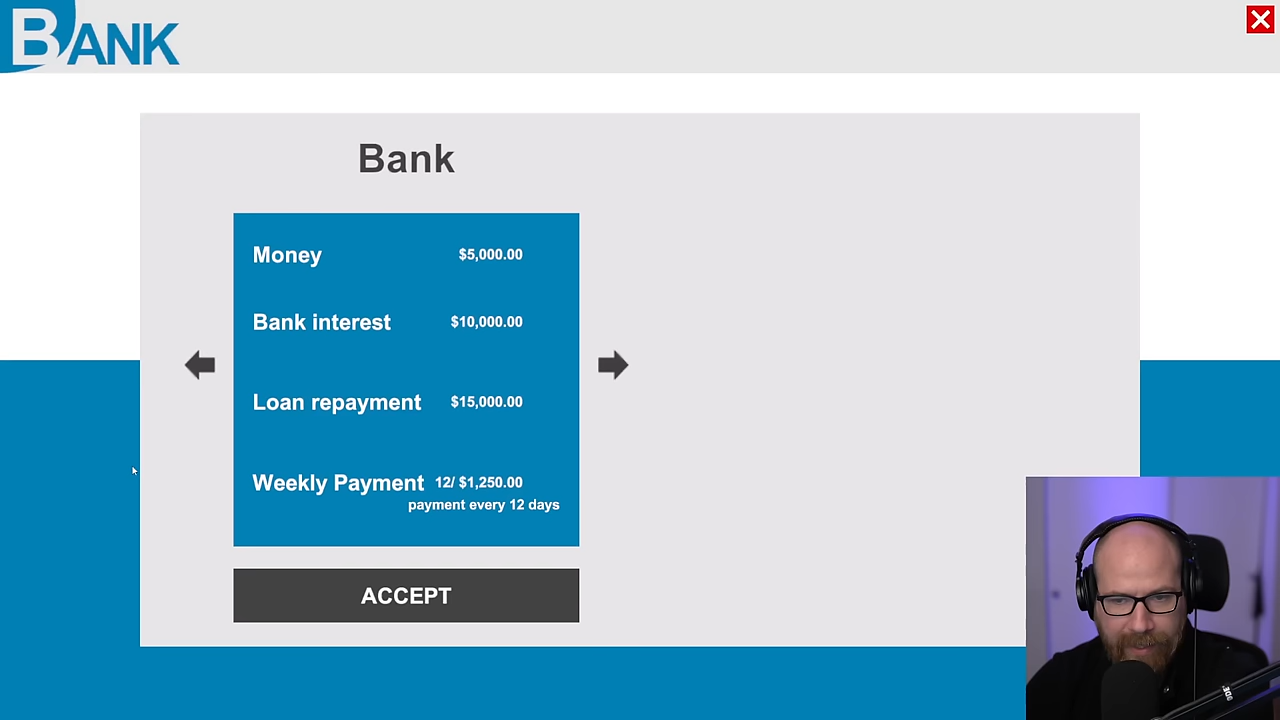 BANK
Bank
Money $5,000.00
Bank interest $10,000.00
Loan repayment $15,000.00
Weekly Payment 12/ $1,250.00
payment every 12 days
ACCEPT